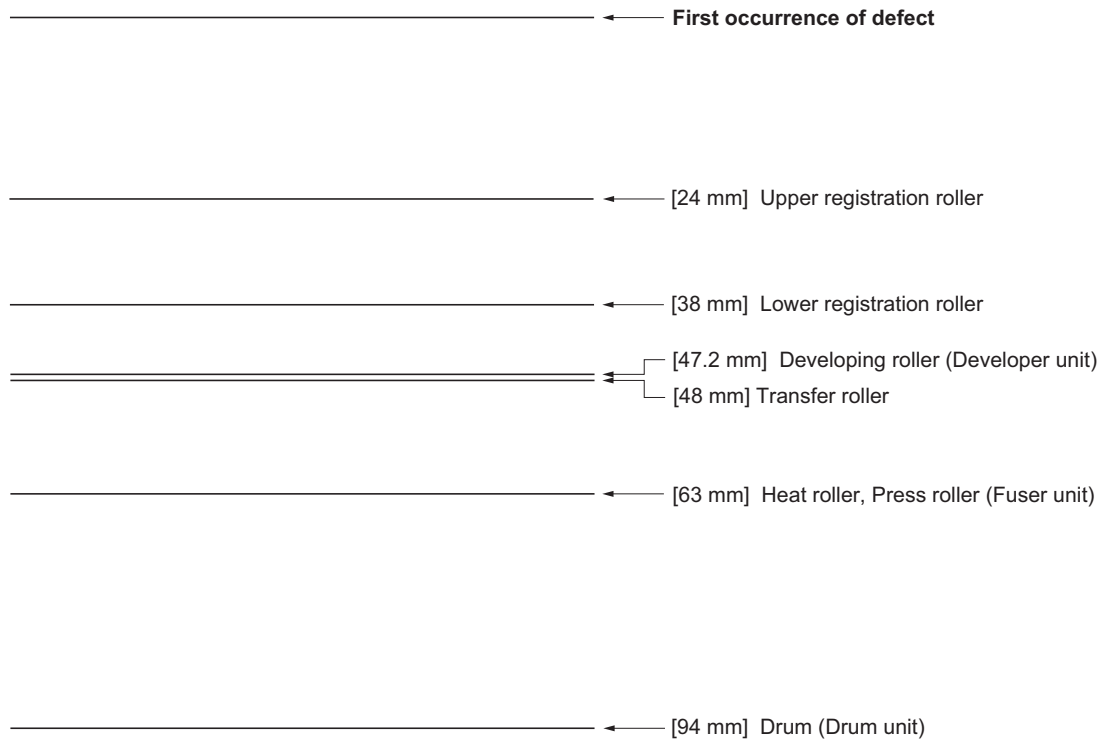 First occurrence of defect
[24 mm] Upper registration roller
[38 mm] Lower registration roller
[47.2 mm] Developing roller (Developer unit)
[48 mm] Transfer roller
[63 mm] Heat roller, Press roller (Fuser unit)
[94 mm] Drum (Drum unit)